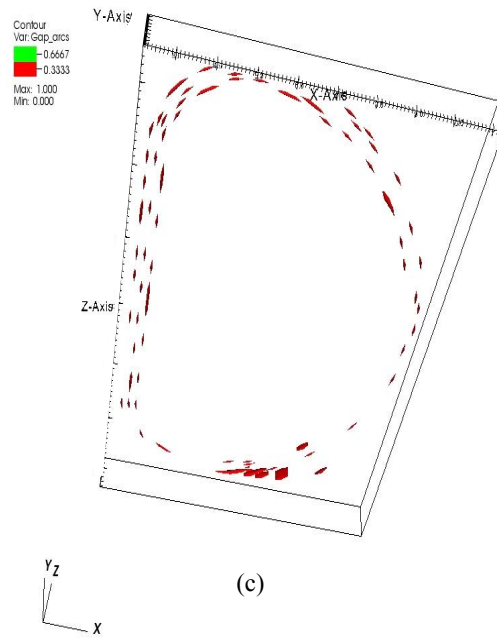 Contour
Var: Gap_arcs
0.6667
0.3333
Max: 1.000
Min: 0.000
Y-Axis
X-Axis
Z-Axis
Y
Z
X
(c)